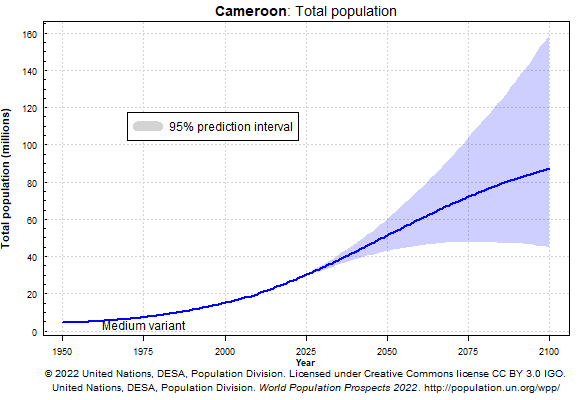 Cameroon: Total population
160
140
120
100
80
60
40
20
0
Total population (millions)
95% prediction interval
Medium variant
1950 1975 2000 2025 2050 2075 2100
Year
© 2022 United Nations, DESA, Population Division. Licensed under Creative Commons license CC BY 3.0 IGO.
United Nations, DESA, Population Division. World Population Prospects 2022. http://population.un.org/wpp/